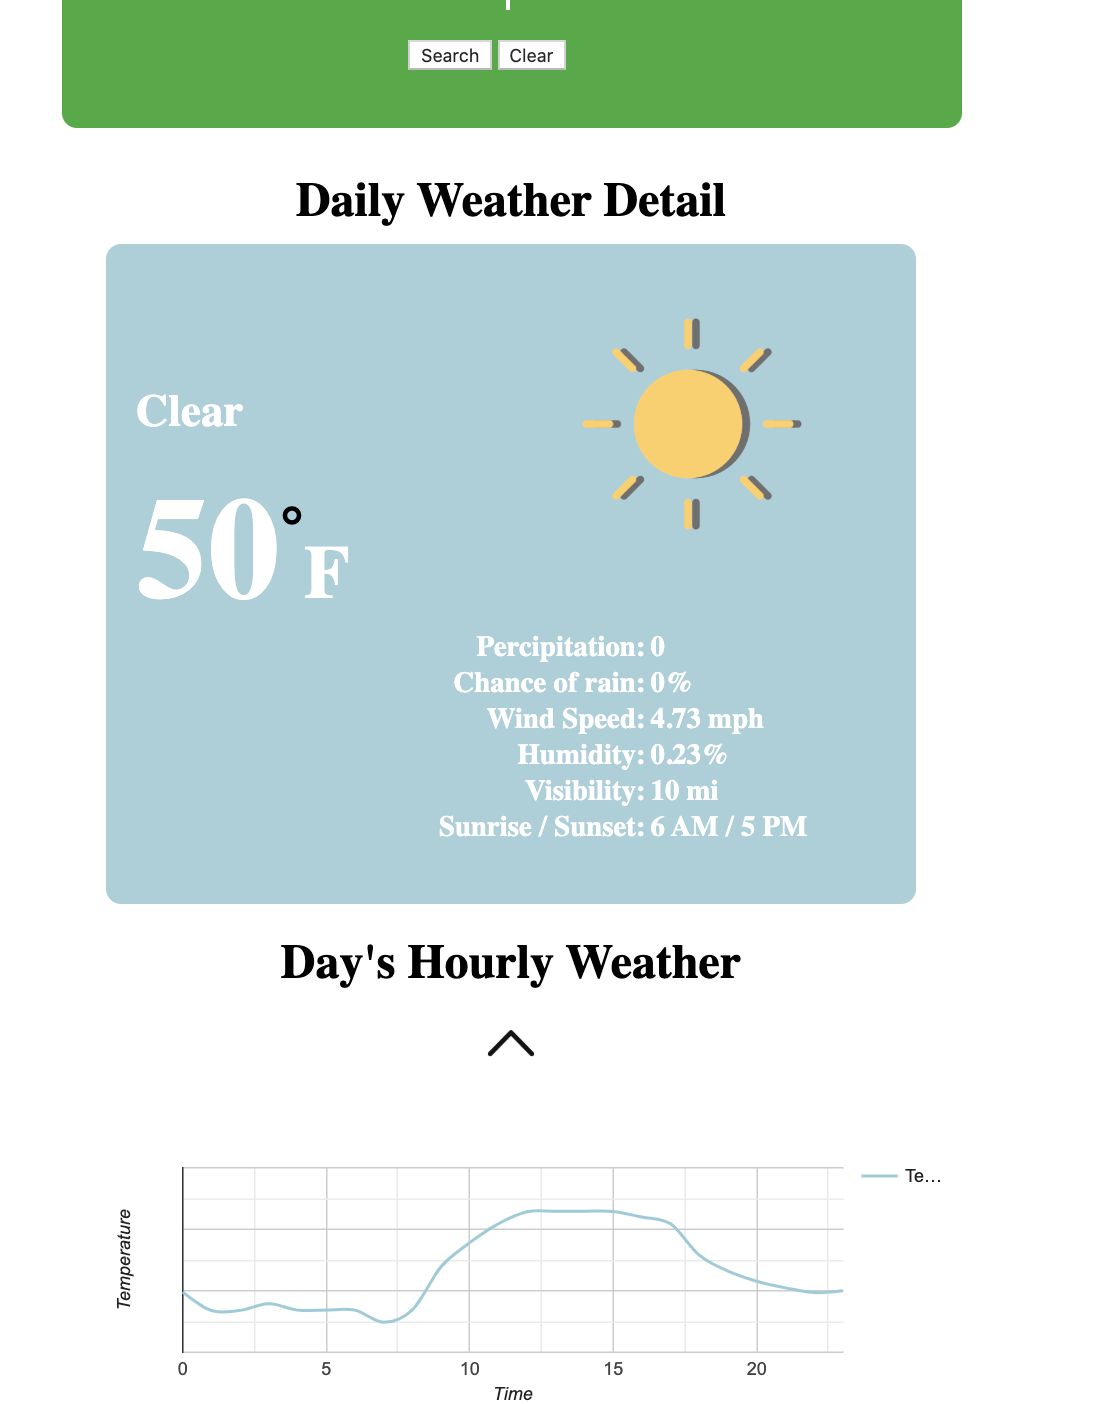 Search Clear
Daily Weather Detail
Clear
50°F
Percipitation: 0
Chance of rain: 0%
Wind Speed: 4.73 mph
Humidity: 0.23%
Visibility: 10 mi
Sunrise / Sunset: 6 AM / 5 PM
Day's Hourly Weather
Te...
Temperature
0 5 10 15 20
Time